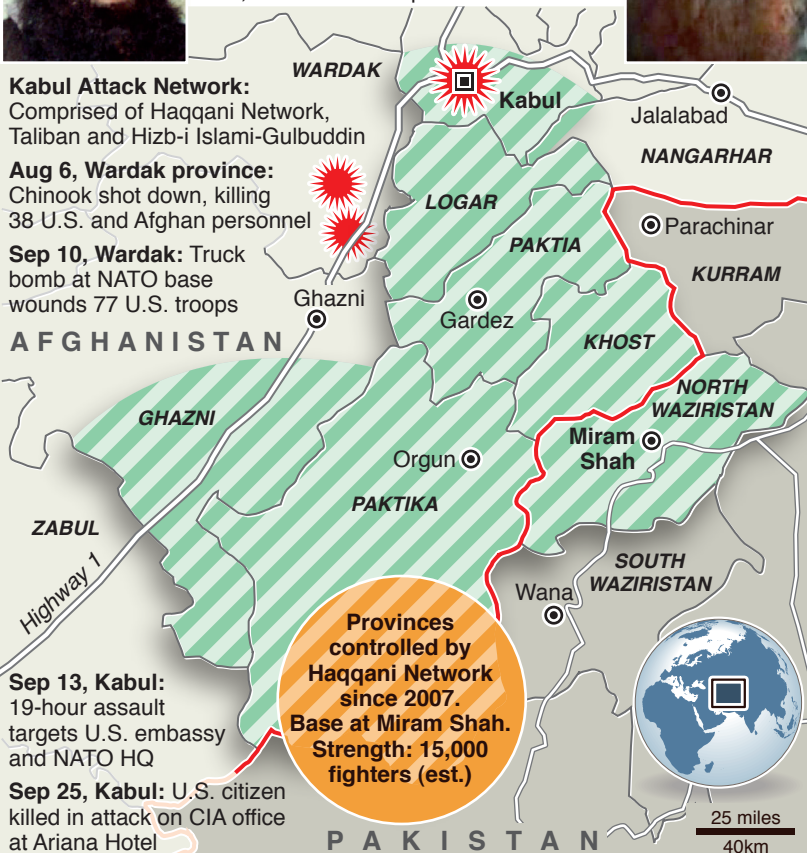 Kabul Attack Network:
Comprised of Haqqani Network,
Taliban and Hizb-i Islami-Gulbuddin
Aug 6, Wardak province:
Chinook shot down, killing
38 U.S. and Afghan personnel
Sep 10, Wardak: Truck
bomb at NATO base
wounds 77 U.S. troops
AFGHANISTAN
WARDAK
Kabul
Jalalabad
NANGARHAR
LOGAR
PAKTIA
Parachinar
KURRAM
Ghazni
Gardez
KHOST
GHAZNI
NORTH
WAZIRISTAN
Miram
Shah
Orgun
PAKTIKA
ZABUL
Highway 1
SOUTH
WAZIRISTAN
Wana
Provinces
controlled by
Haqqani Network
since 2007.
Base at Miram Shah.
Strength: 15,000
fighters (est.)
Sep 13, Kabul:
19-hour assault
targets U.S. embassy
and NATO HQ
Sep 25, Kabul: U.S. citizen
killed in attack on CIA office
at Ariana Hotel
PAKISTAN
25 miles
40km